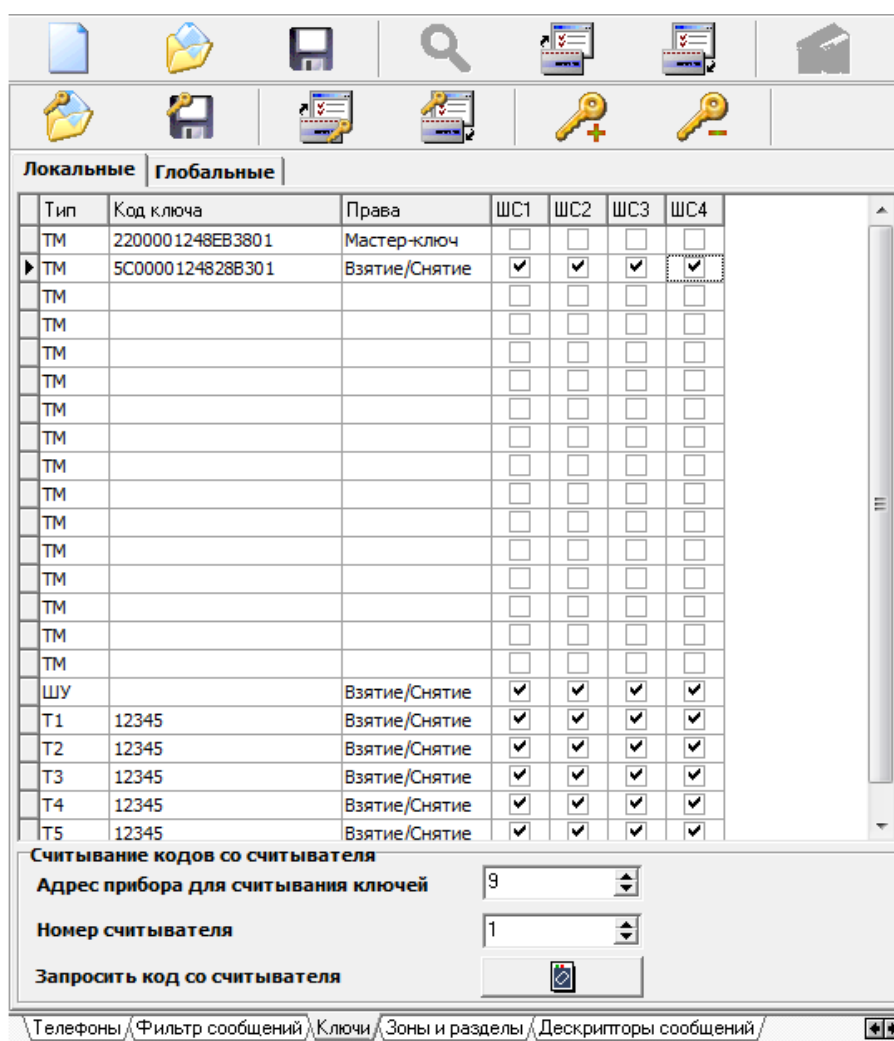 Локальные Глобальные
Тип Код ключа Права ШС1 ШС2 ШС3 ШС4
ТМ 2200001248EB3801 Мастер-ключ
ТМ 5C0000124828B301 Взятие/Снятие
ТМ
ТМ
ТМ
ТМ
ТМ
ТМ
ТМ
ТМ
ТМ
ТМ
ТМ
ТМ
ТМ
ТМ
ШУ Взятие/Снятие
Т1 12345 Взятие/Снятие
Т2 12345 Взятие/Снятие
Т3 12345 Взятие/Снятие
Т4 12345 Взятие/Снятие
Т5 12345 Взятие/Снятие
Считывание кодов со считывателя
Адрес прибора для считывания ключей 9
Номер считывателя 1
Запросить код со считывателя
Телефоны Фильтр сообщений Ключи Зоны и разделы Дескрипторы сообщений